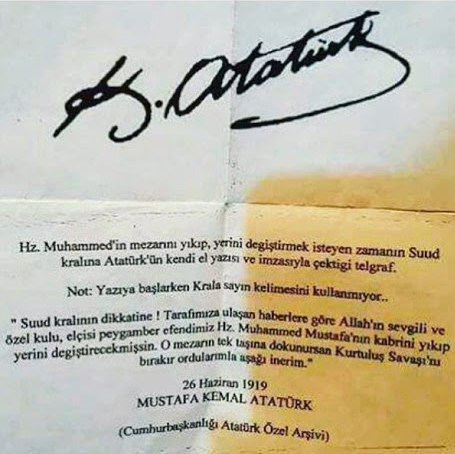 K. Atatürk
Hz. Muhammed'in mezarını yıkıp, yerini degiştirmek isteyen zamanın Suud
kralına Atatürk'ün kendi el yazısı ve imzasıyla çektigi telgraf.
Not: Yazıya başlarken Krala sayın kelimesini kullanmıyor..
" Suud kralının dikkatine ! Tarafımıza ulaşan haberlere göre Allah'ın sevgili ve
özel kulu, elçisi peygamber efendimiz Hz. Muhammed Mustafa'nın kabrini yıkıp
yerini degiştirecekmişsin. O mezarın tek taşına dokunursan Kurtuluş Savaşı'nı
bırakır ordularımla aşağı inerim."
26 Haziran 1919
MUSTAFA KEMAL ATATÜRK
(Cumhurbaşkanlığı Atatürk Özel Arşivi)